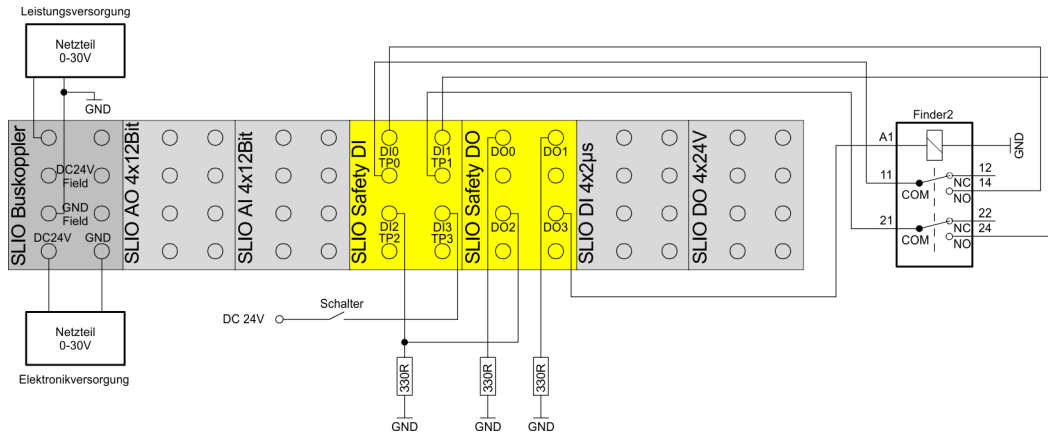 Leistungsversorgung
Netzteil
0-30V
GND
SLIO Buskoppler
DC24V
Field
GND
Field
DC24V
GND
SLIO AO 4x12Bit
SLIO AI 4x12Bit
SLIO Safety DI
DI0
TP0
DI1
TP1
DI2
TP2
DI3
TP3
SLIO Safety DO
DO0
DO1
DO2
DO3
SLIO DI 4x2µs
SLIO DO 4x24V
Finder2
A1
GND
11
COM
12
NC
14
NO
21
COM
22
NC
24
NO
Netzteil
0-30V
Elektronikversorgung
DC 24V
Schalter
330R
330R
330R
GND
GND
GND